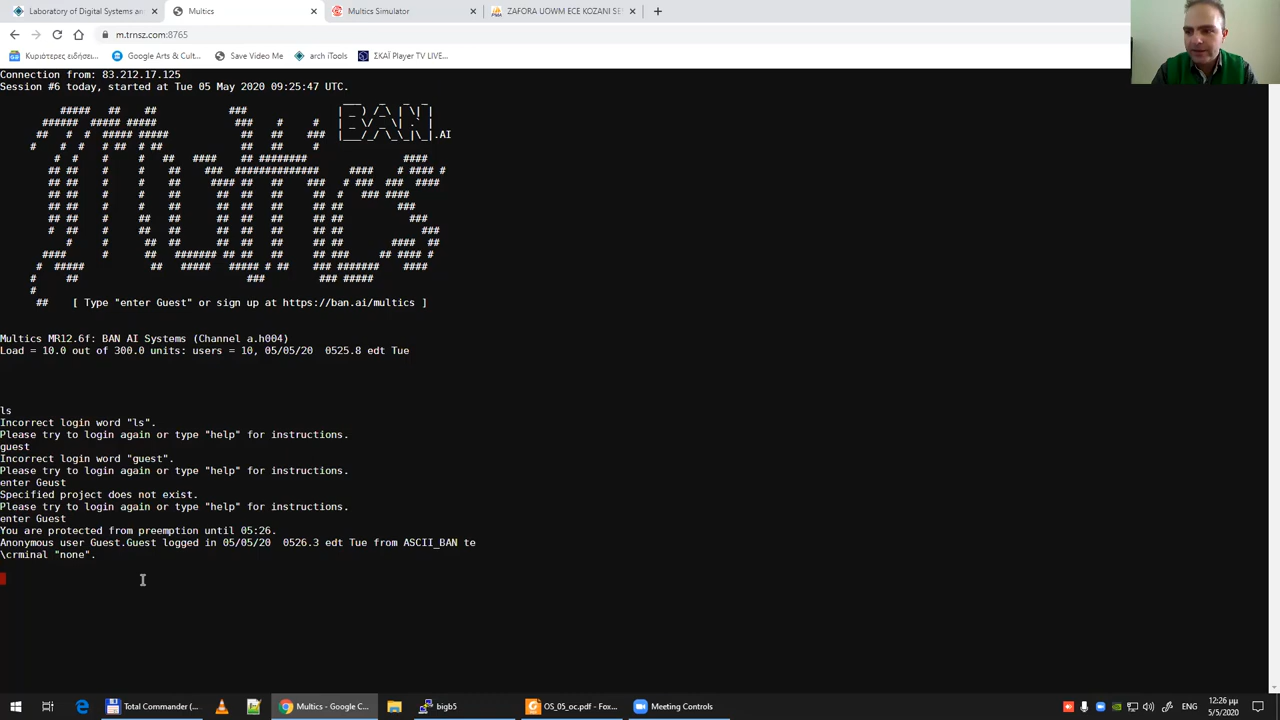 Laboratory of Digital Systems an
Multics
Multics Simulator
ZAFORA UOWM ECE KOZANI SE
m.trnsz.com:8765
Κυριότερες ειδήσει...
Google Arts & Cult...
Save Video Me
arch iTools
ΣΚΑΪ Player TV LIVE...
Connection from: 83.212.17.125
Session #6 today, started at Tue 05 May 2020 09:25:47 UTC.
Multics
BAN.AI
## [ Type "enter Guest" or sign up at https://ban.ai/multics ]
Multics MR12.6f: BAN AI Systems (Channel a.h004)
Load = 10.0 out of 300.0 units: users = 10, 05/05/20  0525.8 edt Tue
ls
Incorrect login word "ls".
Please try to login again or type "help" for instructions.
guest
Incorrect login word "guest".
Please try to login again or type "help" for instructions.
enter Geust
Specified project does not exist.
Please try to login again or type "help" for instructions.
enter Guest
You are protected from preemption until 05:26.
Anonymous user Guest.Guest logged in 05/05/20  0526.3 edt Tue from ASCII_BAN te
\crminal "none".
Total Commander (...
Multics - Google C...
bigb5
OS_05_oc.pdf - Fox...
Meeting Controls
ENG
12:26 μμ
5/5/2020